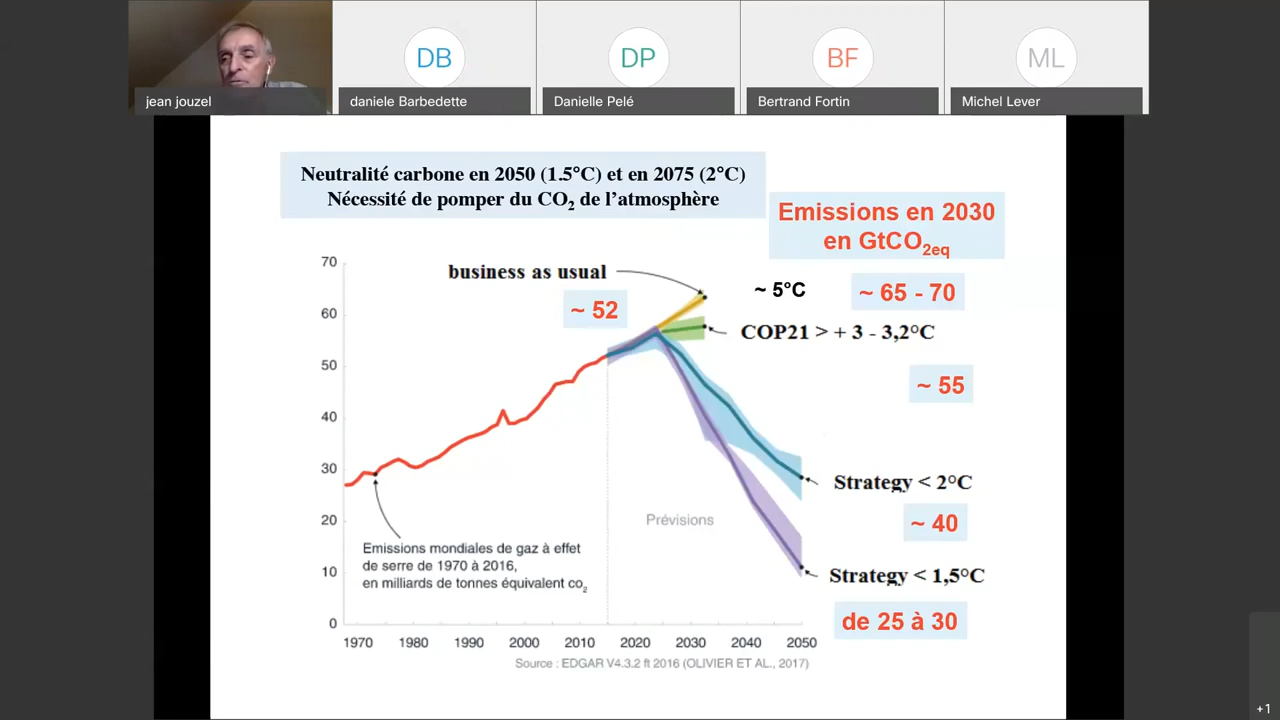 DB
DP
BF
ML
jean jouzel
daniele Barbedette
Danielle Pelé
Bertrand Fortin
Michel Lever
Neutralité carbone en 2050 (1.5°C) et en 2075 (2°C)
Nécessité de pomper du CO₂ de l'atmosphère
Emissions en 2030
en GtCO₂eq
70
business as usual
~ 5°C
~ 65 - 70
~ 52
60
COP21 > + 3 - 3,2°C
50
~ 55
40
30
Strategy < 2°C
20
Prévisions
~ 40
Emissions mondiales de gaz à effet
de serre de 1970 à 2016,
en milliards de tonnes équivalent co₂
10
Strategy < 1,5°C
0
de 25 à 30
1970 1980 1990 2000 2010 2020 2030 2040 2050
Source : EDGAR V4.3.2 ft 2016 (OLIVIER ET AL., 2017)
+1